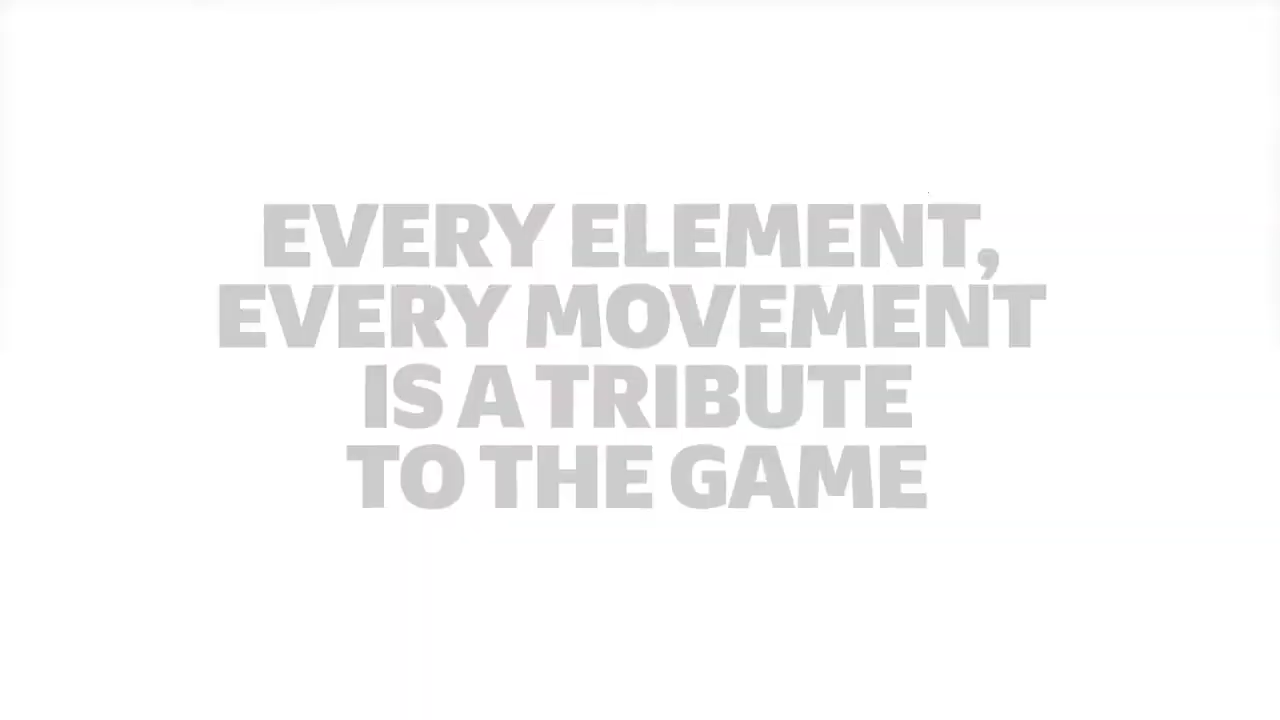 EVERY ELEMENT,
EVERY MOVEMENT
IS A TRIBUTE
TO THE GAME